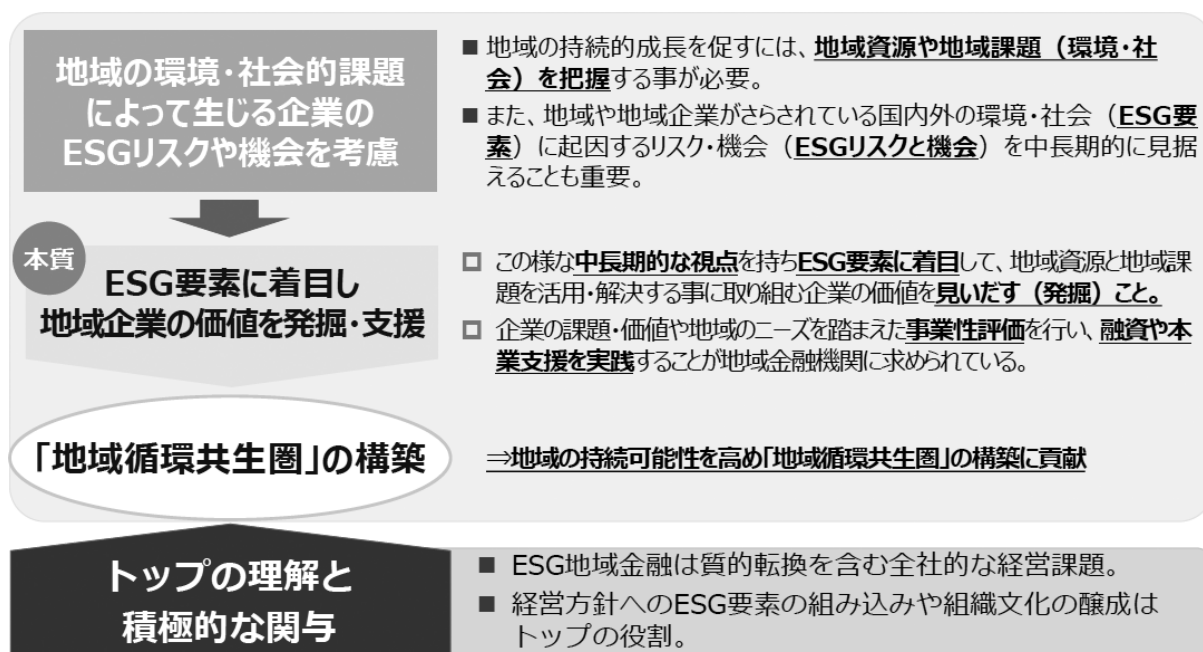 地域の環境・社会的課題
によって生じる企業の
ESGリスクや機会を考慮
■ 地域の持続的成長を促すには、地域資源や地域課題（環境・社
会）を把握する事が必要。
■ また、地域や地域企業がさらされている国内外の環境・社会（ESG要
素）に起因するリスク・機会（ESGリスクと機会）を中長期的に見据
えることも重要。
本質
ESG要素に着目し
地域企業の価値を発掘・支援
□ この様な中長期的な視点を持ちESG要素に着目して、地域資源と地域課
題を活用・解決する事に取り組む企業の価値を見いだす（発掘）こと。
□ 企業の課題・価値や地域のニーズを踏まえた事業性評価を行い、融資や本
業支援を実践することが地域金融機関に求められている。
「地域循環共生圏」の構築
⇒地域の持続可能性を高め「地域循環共生圏」の構築に貢献
トップの理解と
積極的な関与
■ ESG地域金融は質的転換を含む全社的な経営課題。
■ 経営方針へのESG要素の組み込みや組織文化の醸成は
トップの役割。